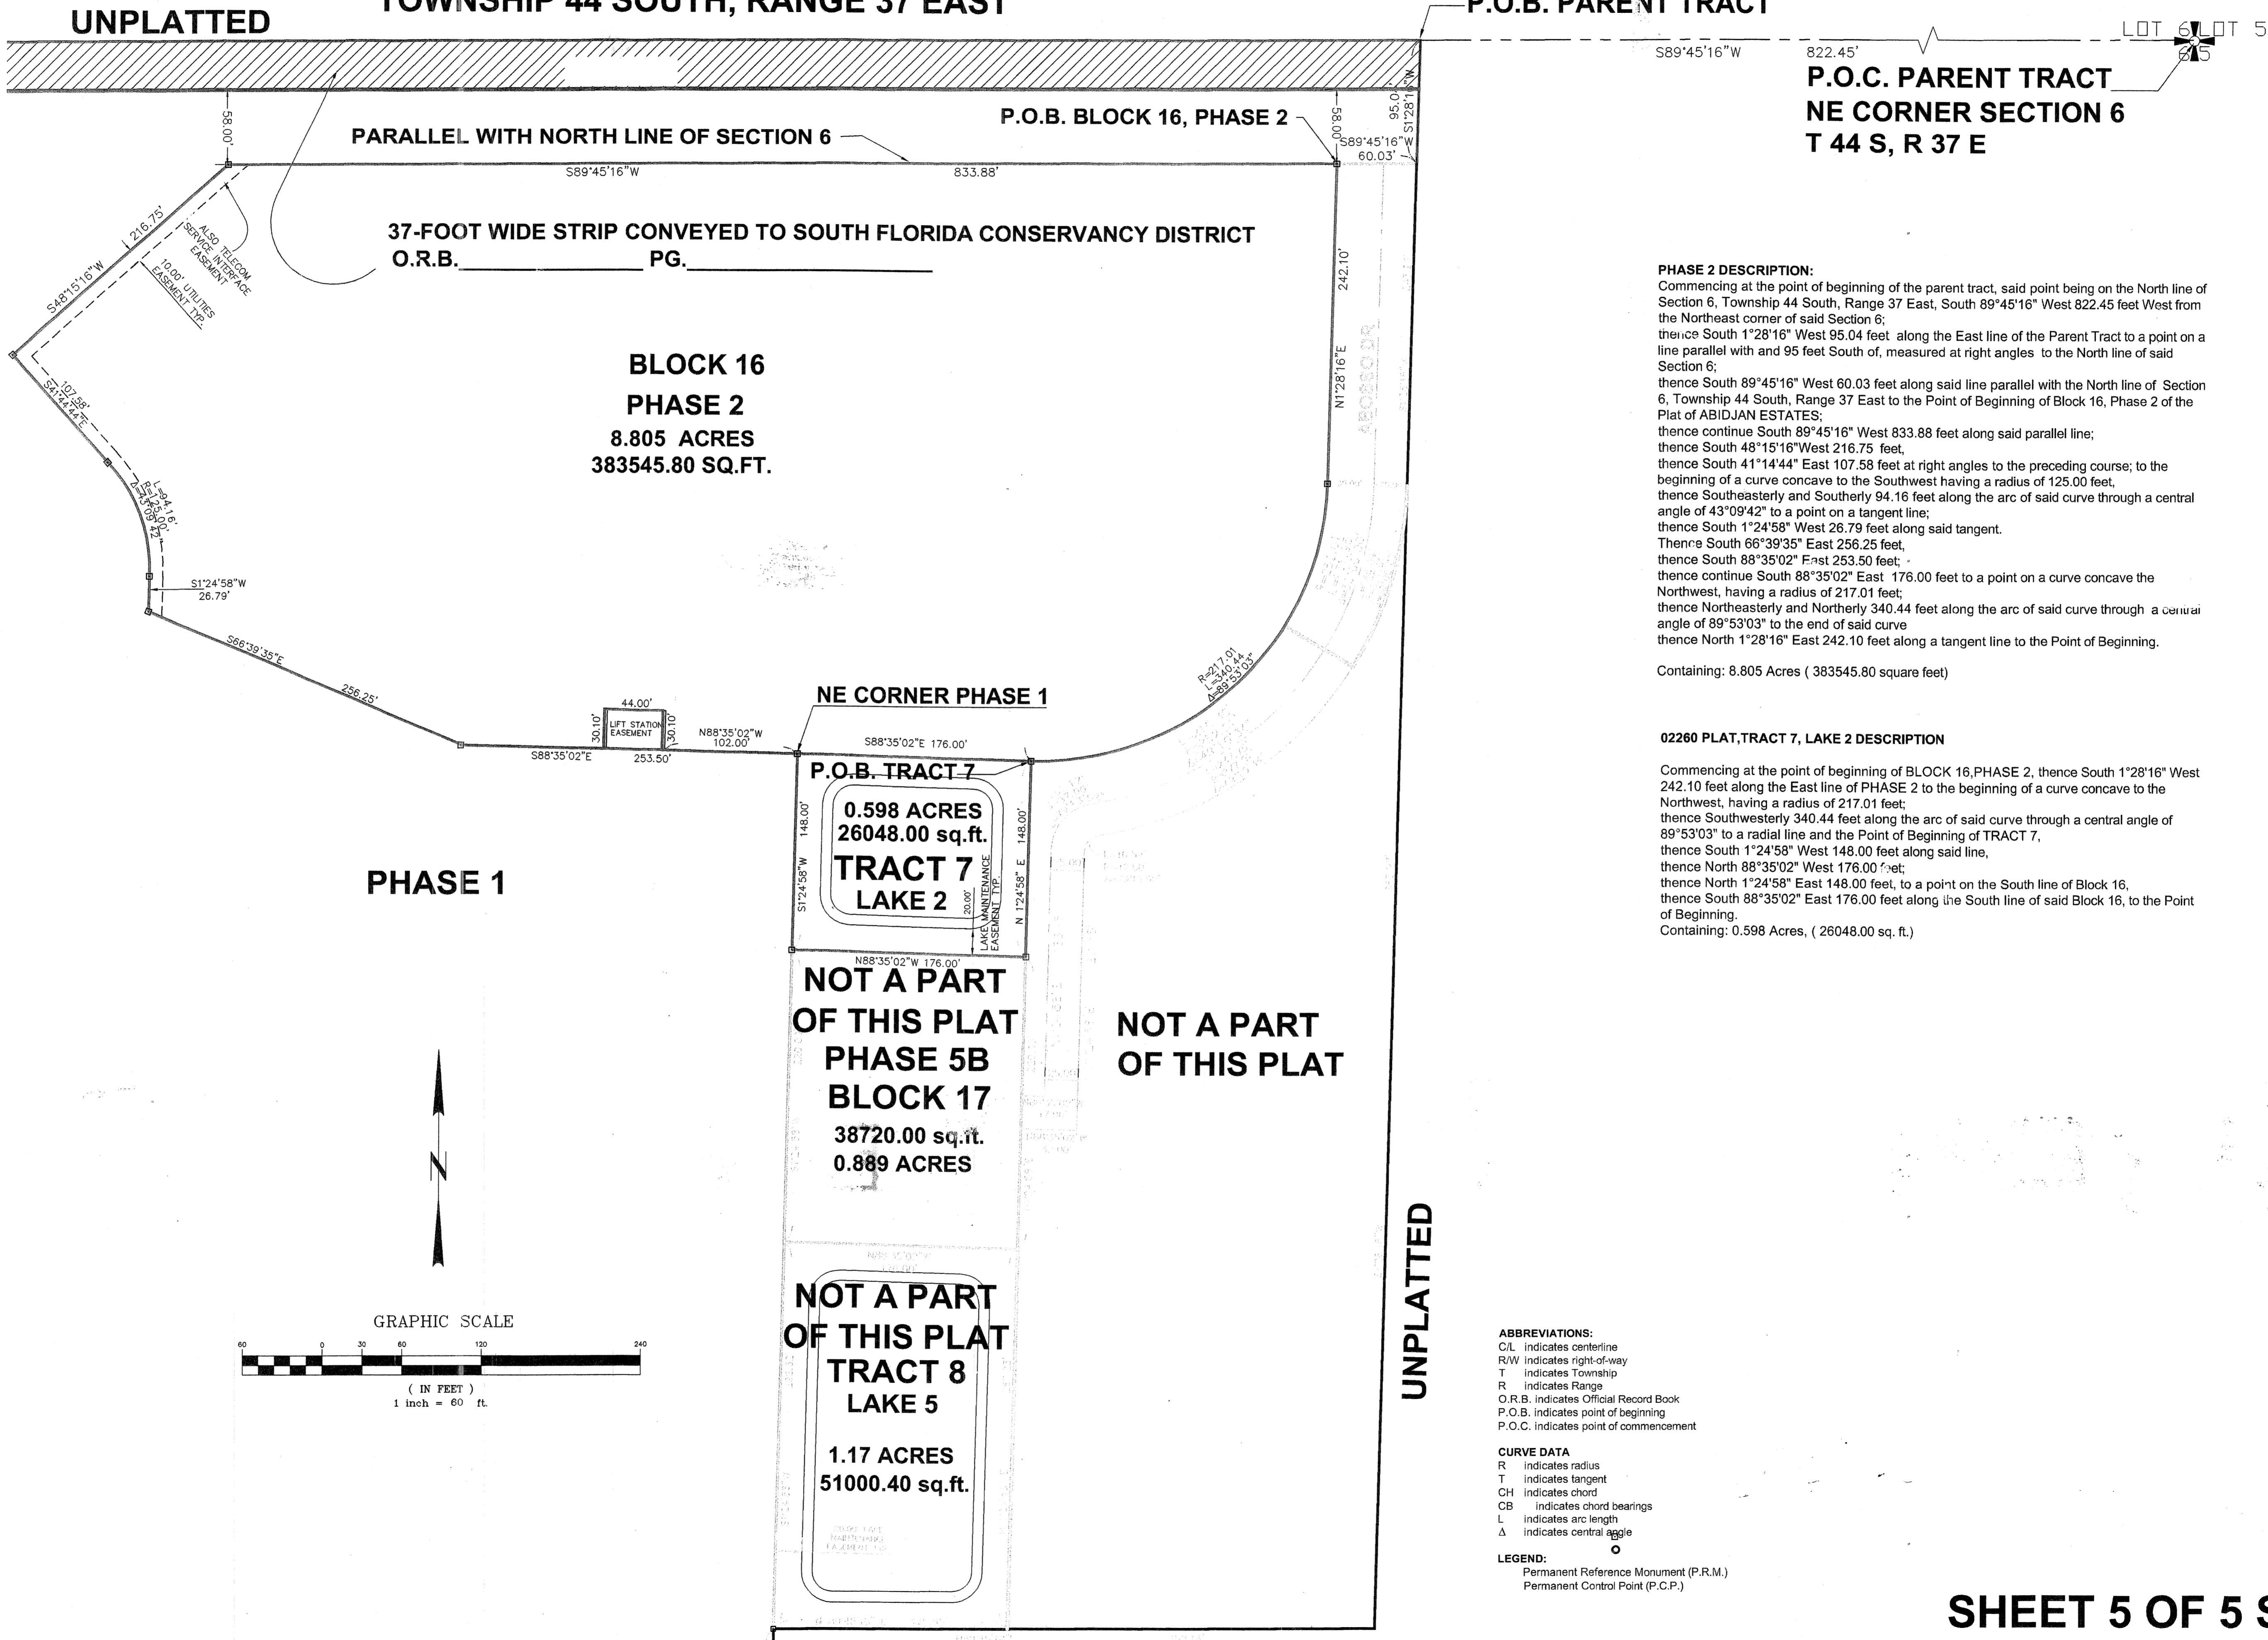 TOWNSHIP 44 SOUTH, RANGE 37 EAST
UNPLATTED
P.O.B. PARENT TRACT
LOT 6
LOT 5
6
5
S89°45'16"W 822.45'
P.O.C. PARENT TRACT
NE CORNER SECTION 6
T 44 S, R 37 E
58.00'
PARALLEL WITH NORTH LINE OF SECTION 6
P.O.B. BLOCK 16, PHASE 2
58.00'
S1°28'16"W
S89°45'16"W
60.03'
S89°45'16"W 833.88'
216.75'
S48°15'16"W
ALSO TELECOM
SERVICE INTERFACE
EASEMENT
10.00' UTILITIES
EASEMENT TYP.
37-FOOT WIDE STRIP CONVEYED TO SOUTH FLORIDA CONSERVANCY DISTRICT
O.R.B. PG.
242.10'
N1°28'16"E
BLOCK 16
PHASE 2
8.805 ACRES
383545.80 SQ.FT.
107.58'
S41°44'44"E
L=94.16'
R=125.00'
Δ=43°09'42"
S1°24'58"W
26.79'
S66°39'35"E
256.25'
R=217.01
L=340.44
Δ=89°53'03"
44.00'
30.10'
LIFT STATION
EASEMENT
30.10'
NE CORNER PHASE 1
N88°35'02"W
102.00'
S88°35'02"E 176.00'
S88°35'02"E 253.50'
P.O.B. TRACT 7
148.00'
S1°24'58"W
0.598 ACRES
26048.00 sq.ft.
TRACT 7
LAKE 2
20.00'
LAKE MAINTENANCE
EASEMENT TYP.
148.00'
N 1°24'58" E
N88°35'02"W 176.00'
PHASE 1
NOT A PART
OF THIS PLAT
PHASE 5B
BLOCK 17
38720.00 sq.ft.
0.889 ACRES
NOT A PART
OF THIS PLAT
N
NOT A PART
OF THIS PLAT
TRACT 8
LAKE 5
1.17 ACRES
51000.40 sq.ft.
UNPLATTED
GRAPHIC SCALE
60 0 30 60 120 240
( IN FEET )
1 inch = 60 ft.
PHASE 2 DESCRIPTION:
Commencing at the point of beginning of the parent tract, said point being on the North line of
Section 6, Township 44 South, Range 37 East, South 89°45'16" West 822.45 feet West from
the Northeast corner of said Section 6;
thence South 1°28'16" West 95.04 feet along the East line of the Parent Tract to a point on a
line parallel with and 95 feet South of, measured at right angles to the North line of said
Section 6;
thence South 89°45'16" West 60.03 feet along said line parallel with the North line of Section
6, Township 44 South, Range 37 East to the Point of Beginning of Block 16, Phase 2 of the
Plat of ABIDJAN ESTATES;
thence continue South 89°45'16" West 833.88 feet along said parallel line;
thence South 48°15'16"West 216.75 feet,
thence South 41°14'44" East 107.58 feet at right angles to the preceding course; to the
beginning of a curve concave to the Southwest having a radius of 125.00 feet,
thence Southeasterly and Southerly 94.16 feet along the arc of said curve through a central
angle of 43°09'42" to a point on a tangent line;
thence South 1°24'58" West 26.79 feet along said tangent.
Thence South 66°39'35" East 256.25 feet,
thence South 88°35'02" East 253.50 feet;
thence continue South 88°35'02" East 176.00 feet to a point on a curve concave the
Northwest, having a radius of 217.01 feet;
thence Northeasterly and Northerly 340.44 feet along the arc of said curve through a central
angle of 89°53'03" to the end of said curve
thence North 1°28'16" East 242.10 feet along a tangent line to the Point of Beginning.
Containing: 8.805 Acres ( 383545.80 square feet)
02260 PLAT,TRACT 7, LAKE 2 DESCRIPTION
Commencing at the point of beginning of BLOCK 16,PHASE 2, thence South 1°28'16" West
242.10 feet along the East line of PHASE 2 to the beginning of a curve concave to the
Northwest, having a radius of 217.01 feet;
thence Southwesterly 340.44 feet along the arc of said curve through a central angle of
89°53'03" to a radial line and the Point of Beginning of TRACT 7,
thence South 1°24'58" West 148.00 feet along said line,
thence North 88°35'02" West 176.00 feet;
thence North 1°24'58" East 148.00 feet, to a point on the South line of Block 16,
thence South 88°35'02" East 176.00 feet along the South line of said Block 16, to the Point
of Beginning.
Containing: 0.598 Acres, ( 26048.00 sq. ft.)
ABBREVIATIONS:
C/L indicates centerline
R/W indicates right-of-way
T indicates Township
R indicates Range
O.R.B. indicates Official Record Book
P.O.B. indicates point of beginning
P.O.C. indicates point of commencement
CURVE DATA
R indicates radius
T indicates tangent
CH indicates chord
CB indicates chord bearings
L indicates arc length
Δ indicates central angle
LEGEND:
Permanent Reference Monument (P.R.M.)
Permanent Control Point (P.C.P.)
SHEET 5 OF 5